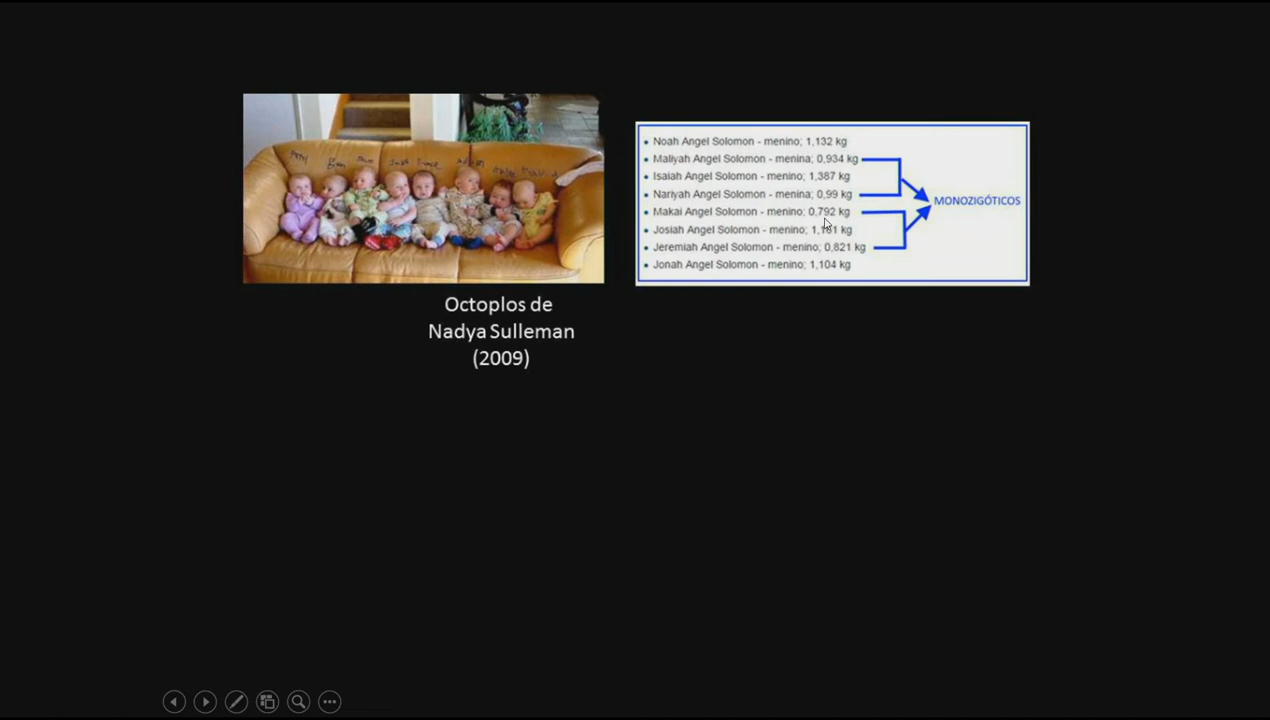 • Noah Angel Solomon - menino; 1,132 kg
• Maliyah Angel Solomon - menina; 0,934 kg
• Isaiah Angel Solomon - menino; 1,387 kg
• Nariyah Angel Solomon - menina; 0,99 kg
• Makai Angel Solomon - menino; 0,792 kg
• Josiah Angel Solomon - menino; kg
• Jeremiah Angel Solomon - menino; 0,821 kg
• Jonah Angel Solomon - menino; 1,104 kg
MONOZIGÓTICOS
Octoplos de
Nadya Sulleman
(2009)